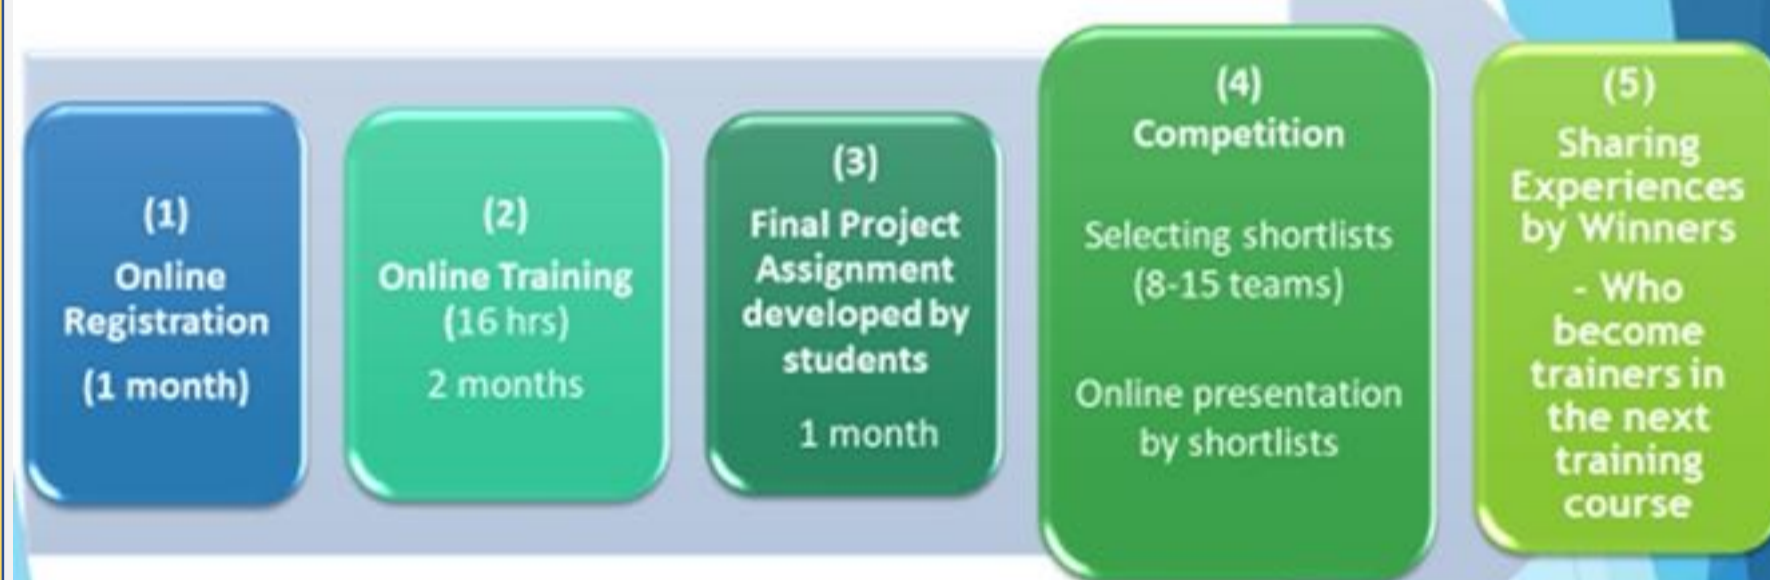 (1)
Online
Registration
(1 month)
(2)
Online Training
(16 hrs)
2 months
(3)
Final Project
Assignment
developed by
students
1 month
(4)
Competition
Selecting shortlists
(8-15 teams)
Online presentation
by shortlists
(5)
Sharing
Experiences
by Winners
- Who
become
trainers in
the next
training
course